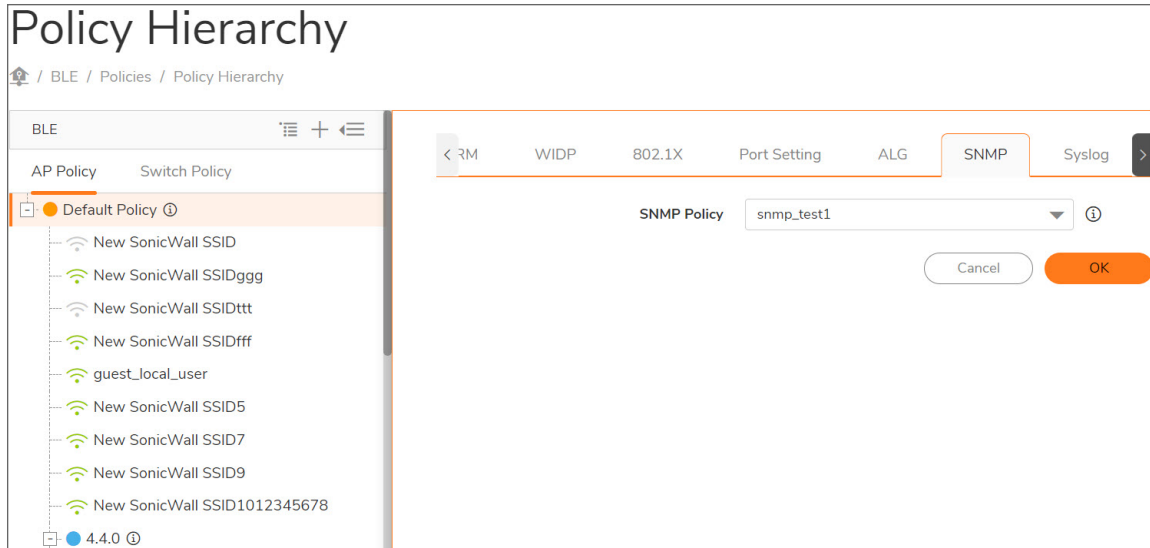 Policy Hierarchy
/ BLE / Policies / Policy Hierarchy
BLE
AP Policy Switch Policy
Default Policy
New SonicWall SSID
New SonicWall SSIDggg
New SonicWall SSIDttt
New SonicWall SSIDfff
guest_local_user
New SonicWall SSID5
New SonicWall SSID7
New SonicWall SSID9
New SonicWall SSID1012345678
4.4.0
RM WIDP 802.1X Port Setting ALG SNMP Syslog
SNMP Policy snmp_test1
Cancel OK